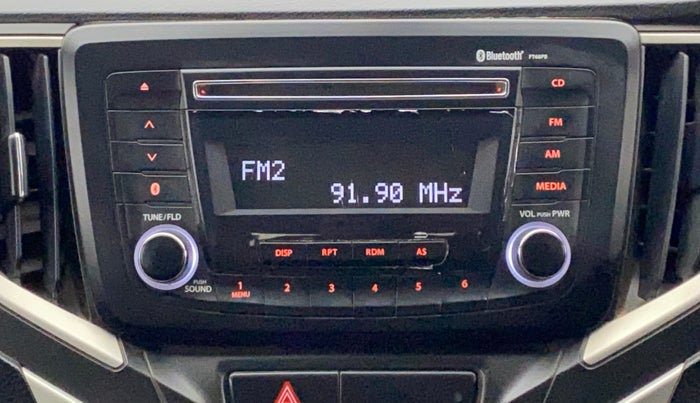 Bluetooth PT66P0
CD
FM
AM
MEDIA
FM2
91.90 MHz
TUNE/FLD
VOL PUSH PWR
DISP RPT RDM AS
PUSH
SOUND
1 2 3 4 5 6
MENU